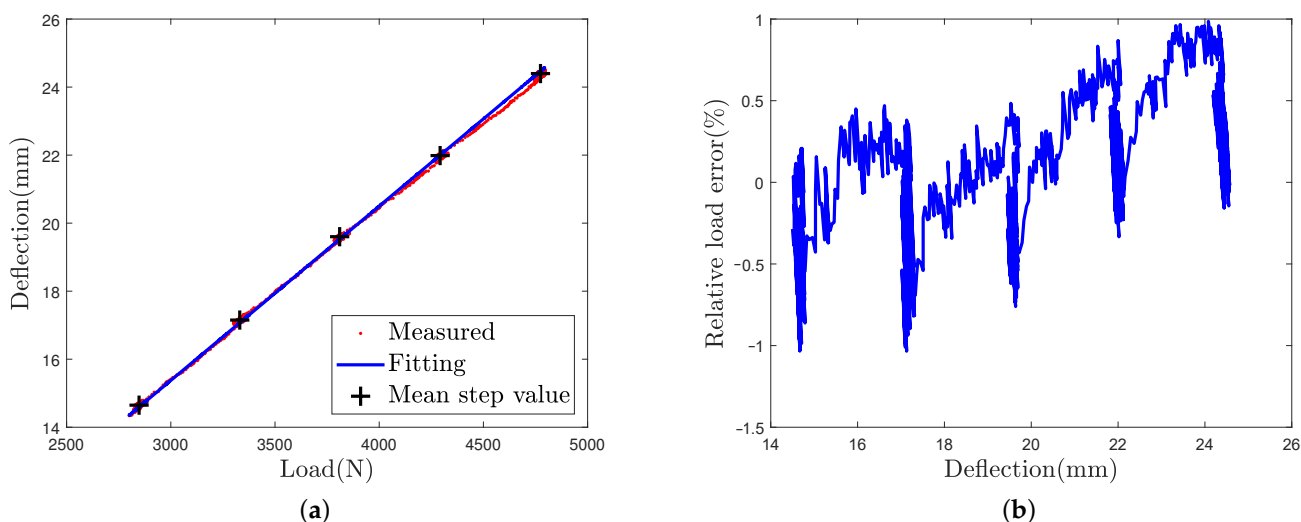 26
24
22
20
18
16
14
2500 3000 3500 4000 4500 5000
Deflection(mm)
Load(N)
Measured
Fitting
Mean step value
(a)
1
0.5
0
−0.5
−1
−1.5
14 16 18 20 22 24 26
Relative load error(%)
Deflection(mm)
(b)